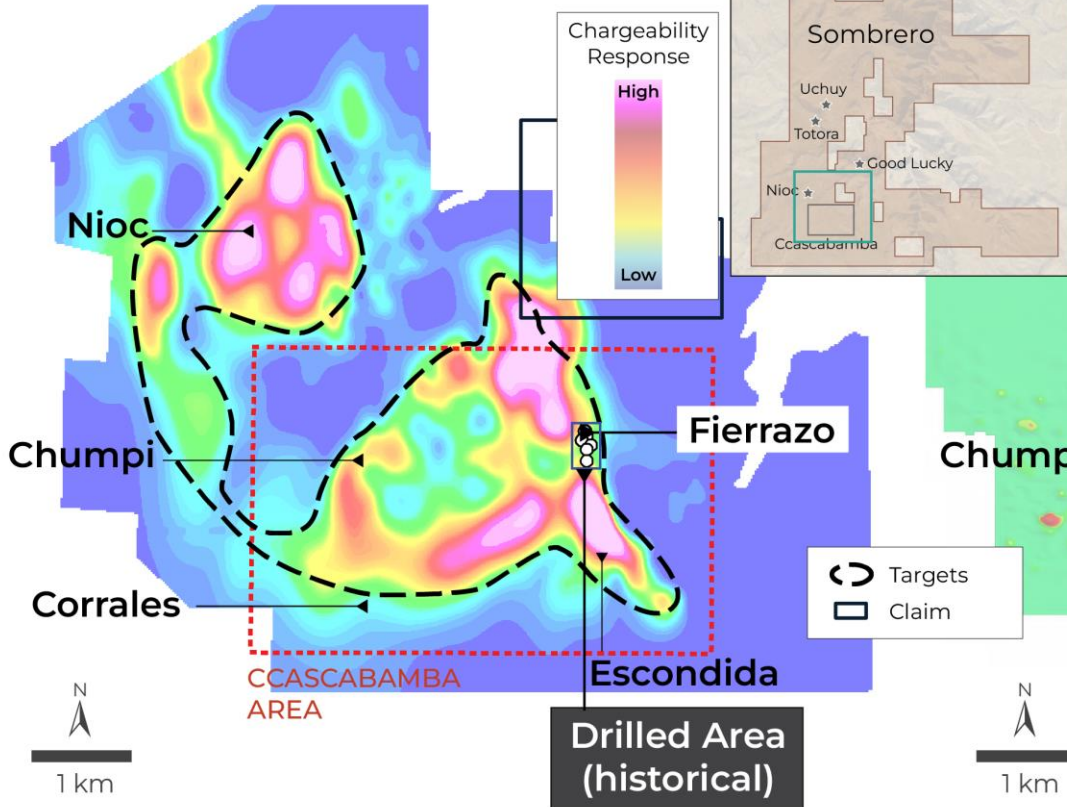 Chargeability
Response
High
Low
Sombrero
Uchuy
Totora
Good Lucky
Nioc
Ccascabamba
Nioc
Chumpi
Fierrazo
Chump
Corrales
Targets
Claim
CCASCABAMBA
AREA
Escondida
Drilled Area
(historical)
N
1 km
N
1 km